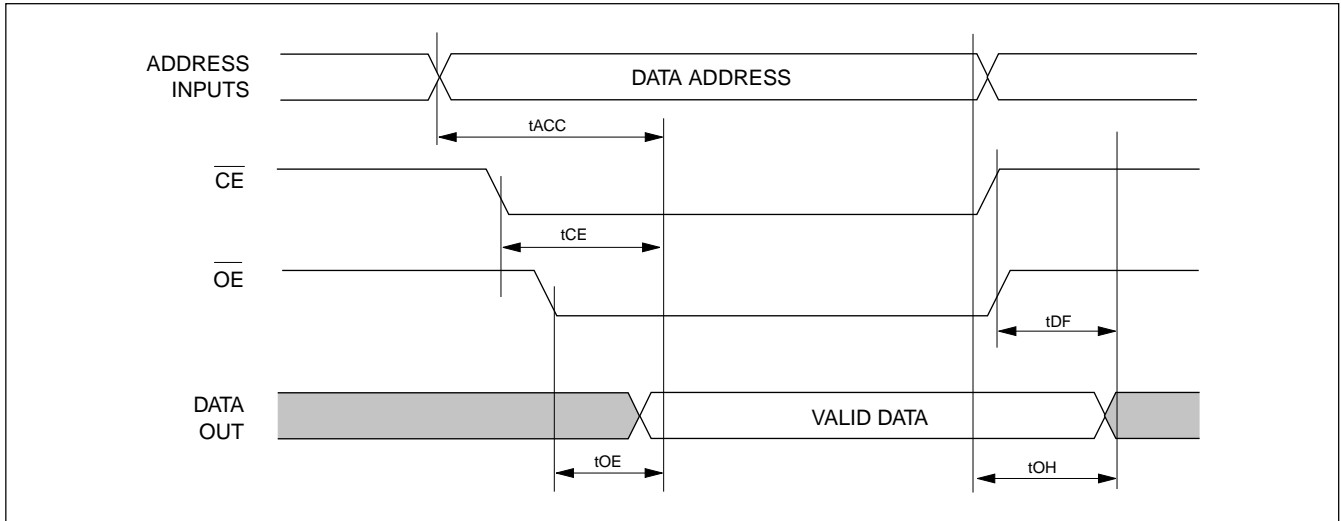 ADDRESS
INPUTS
DATA ADDRESS
tACC
CE
tCE
OE
tDF
DATA
OUT
VALID DATA
tOE
tOH